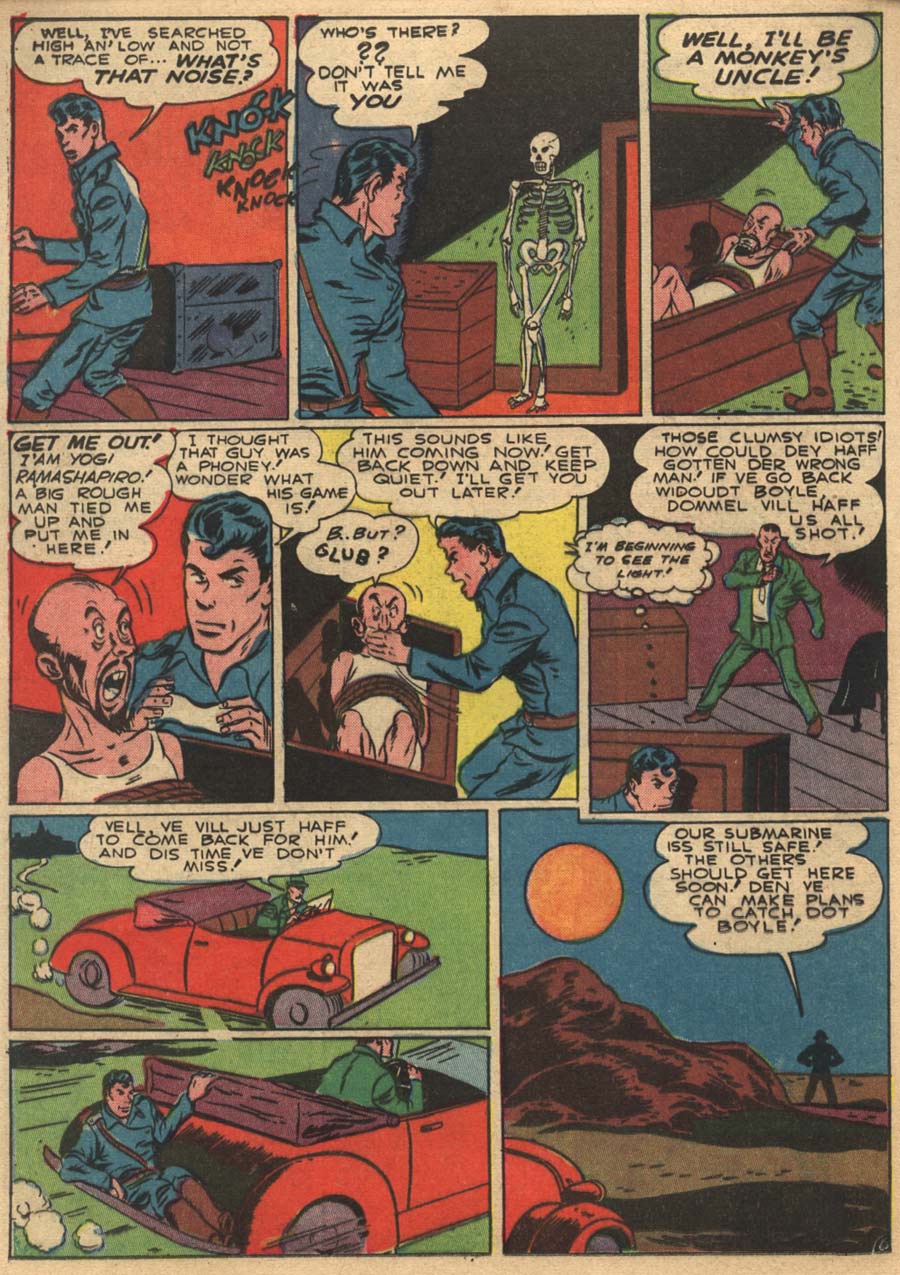 WELL, I'VE SEARCHED
HIGH AN' LOW AND NOT
A TRACE OF... WHAT'S
THAT NOISE?
KNOCK
KNOCK
KNOCK
KNOCK
WHO'S THERE?
??
DON'T TELL ME
IT WAS
YOU
WELL, I'LL BE
A MONKEY'S
UNCLE!
GET ME OUT!
I'AM YOGI
RAMASHAPIRO!
A BIG ROUGH
MAN TIED ME
UP AND
PUT ME IN
HERE!
I THOUGHT
THAT GUY WAS
A PHONEY!
WONDER WHAT
HIS GAME
IS!
THIS SOUNDS LIKE
HIM COMING NOW! GET
BACK DOWN AND KEEP
QUIET! I'LL GET YOU
OUT LATER!
B..BUT?
GLUB?
THOSE CLUMSY IDIOTS!
HOW COULD DEY HAFF
GOTTEN DER WRONG
MAN! IF VE GO BACK
WIDOUDT BOYLE,
DOMMEL VILL HAFF
US ALL
SHOT!
I'M BEGINNING
TO SEE THE
LIGHT!
VELL, VE VILL JUST HAFF
TO COME BACK FOR HIM!
AND DIS TIME VE DON'T
MISS!
OUR SUBMARINE
ISS STILL SAFE!
THE OTHERS
SHOULD GET HERE
SOON! DEN VE
CAN MAKE PLANS
TO CATCH DOT
BOYLE!